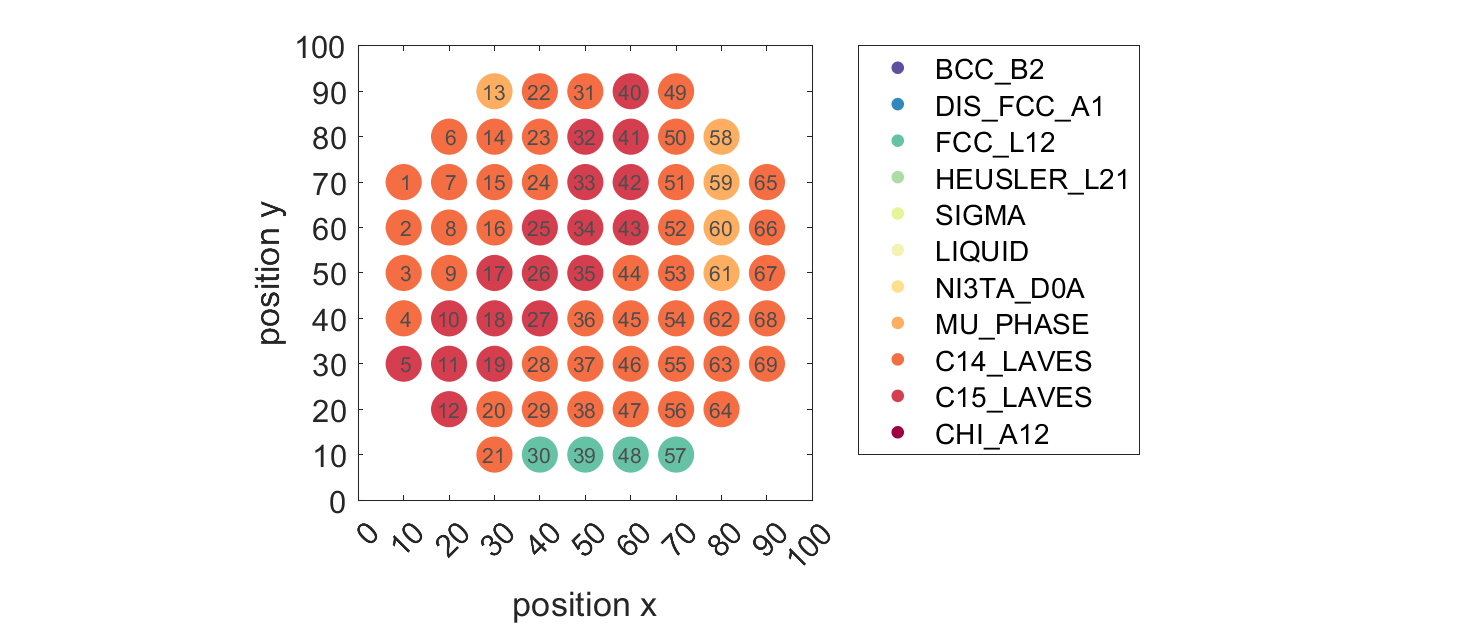 100
90
80
70
60
50
40
30
20
10
0
position y
13 22 31 40 49
6 14 23 32 41 50 58
1 7 15 24 33 42 51 59 65
2 8 16 25 34 43 52 60 66
3 9 17 26 35 44 53 61 67
4 10 18 27 36 45 54 62 68
5 11 19 28 37 46 55 63 69
12 20 29 38 47 56 64
21 30 39 48 57
0 10 20 30 40 50 60 70 80 90 100
position x
BCC_B2
DIS_FCC_A1
FCC_L12
HEUSLER_L21
SIGMA
LIQUID
NI3TA_D0A
MU_PHASE
C14_LAVES
C15_LAVES
CHI_A12